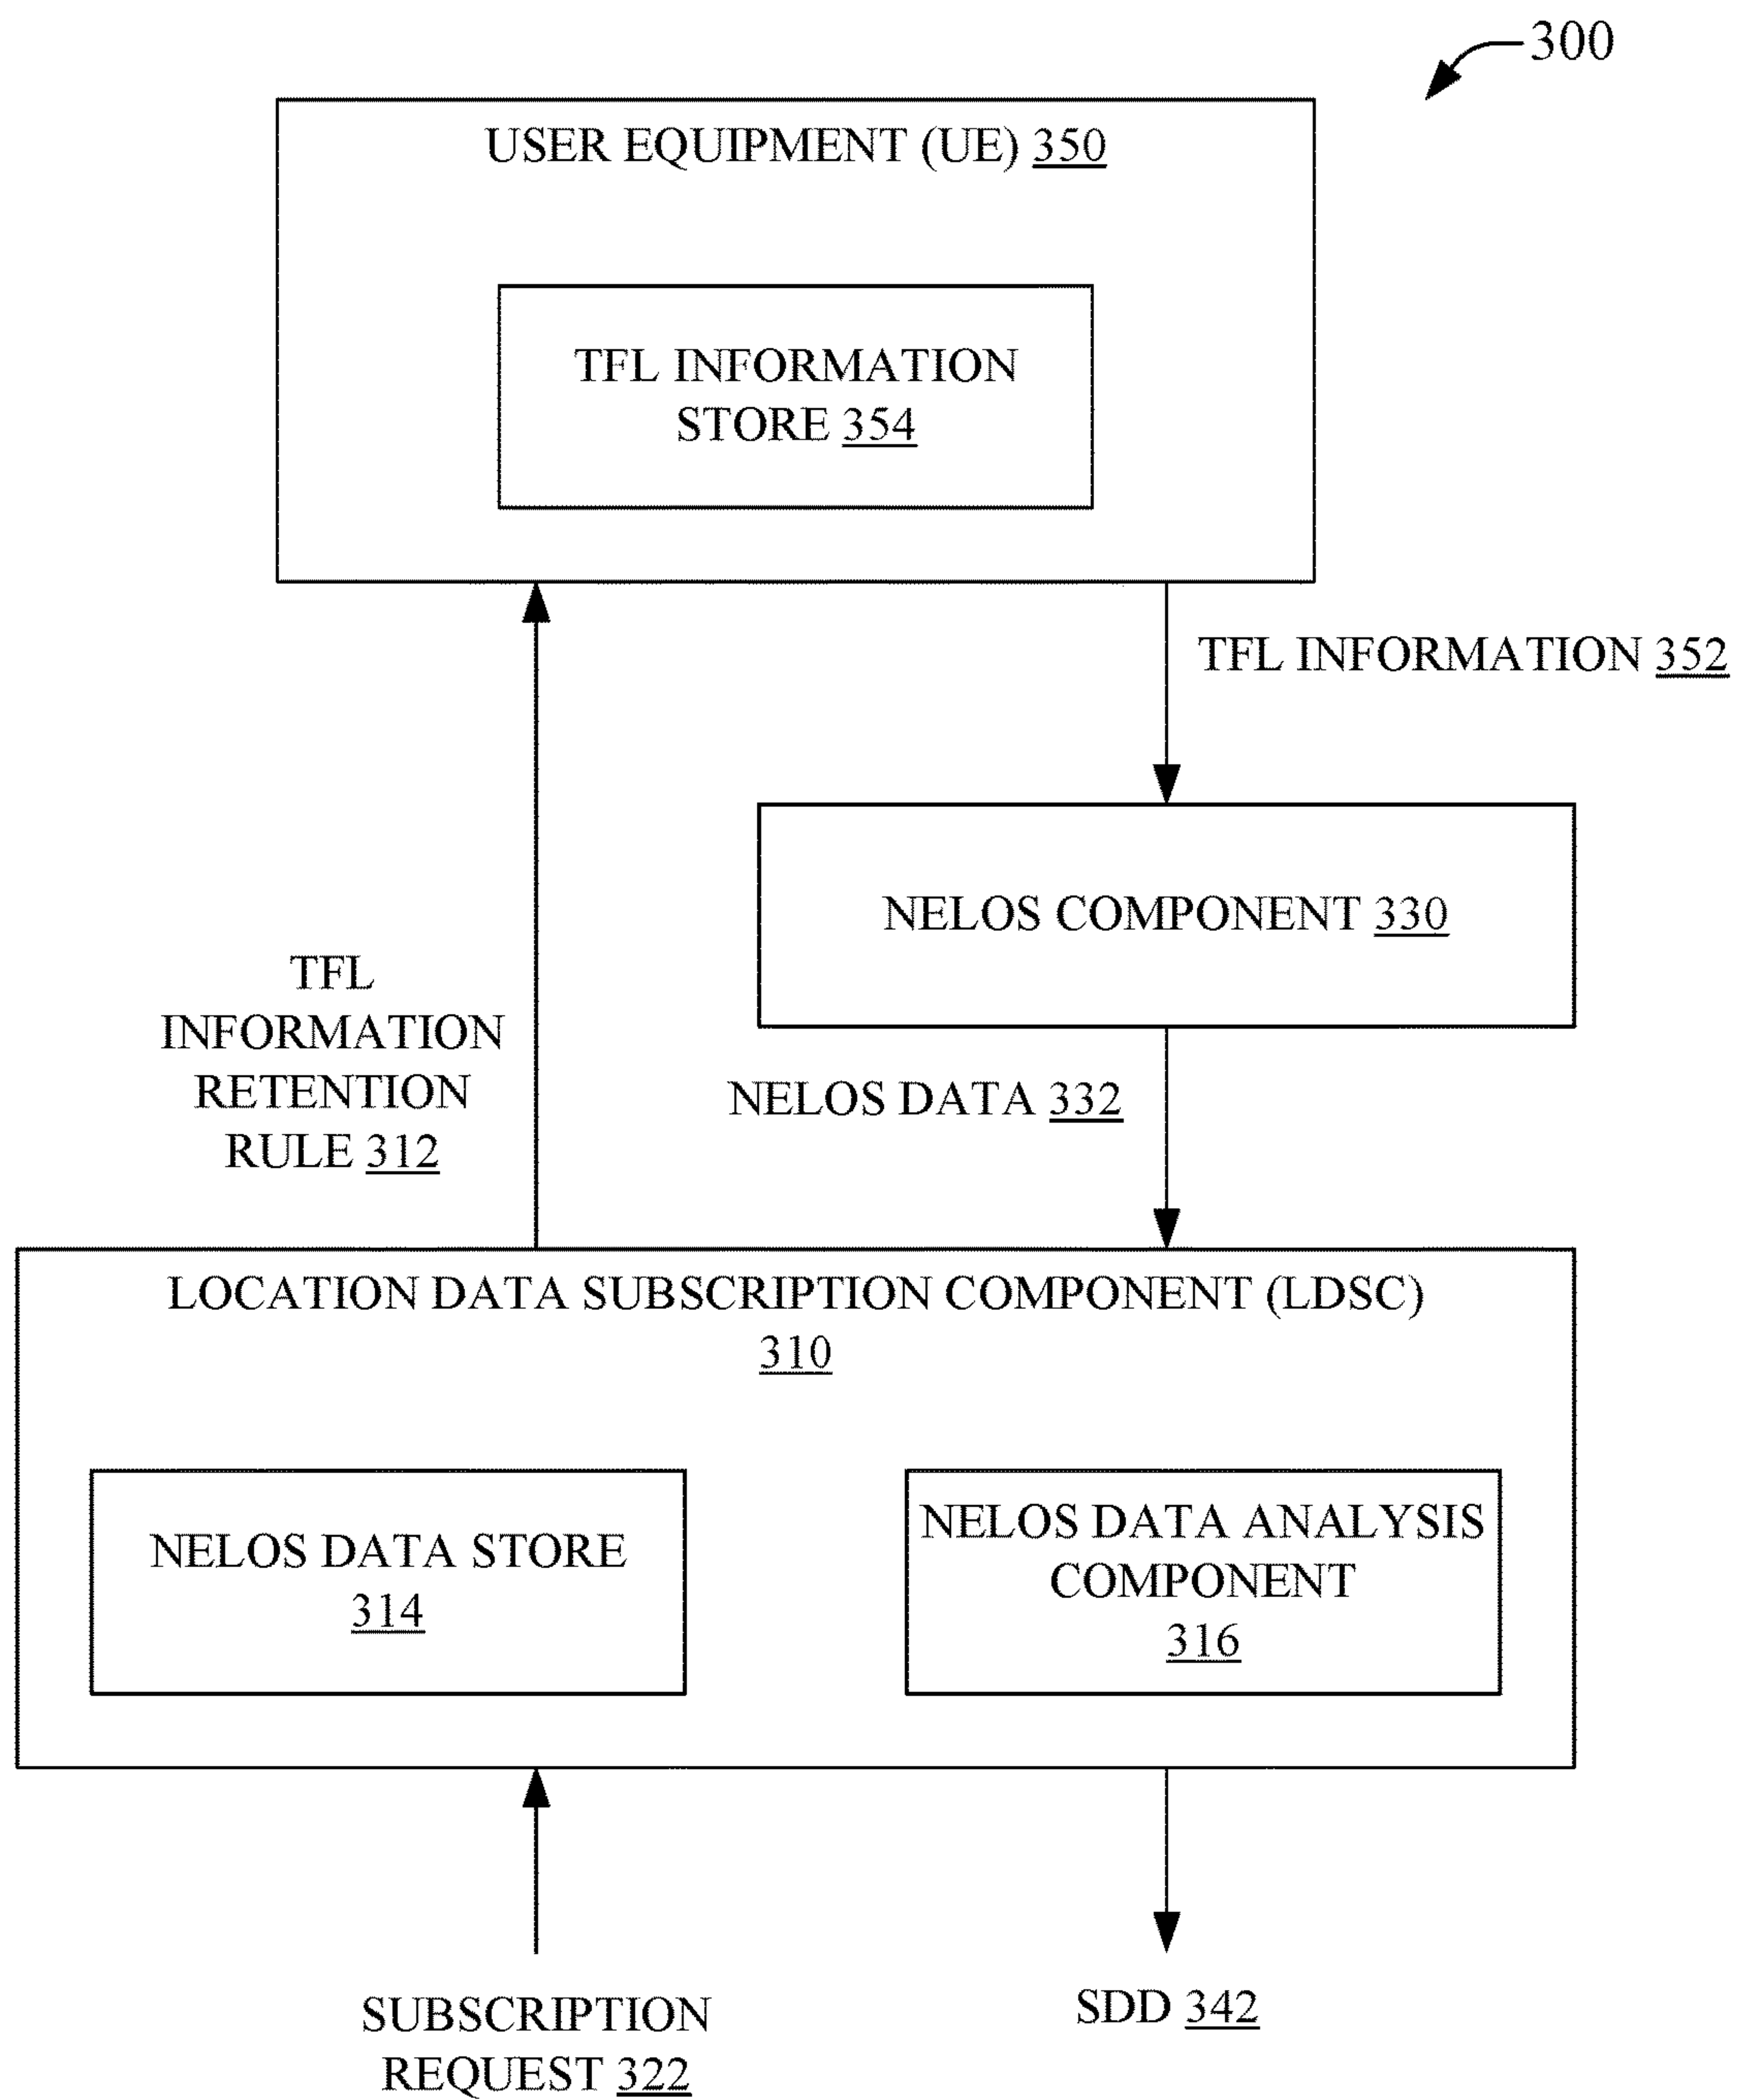 300
USER EQUIPMENT (UE) 350
TFL INFORMATION
STORE 354
TFL INFORMATION 352
NELOS COMPONENT 330
TFL
INFORMATION
RETENTION
RULE 312
NELOS DATA 332
LOCATION DATA SUBSCRIPTION COMPONENT (LDSC)
310
NELOS DATA STORE
314
NELOS DATA ANALYSIS
COMPONENT
316
SUBSCRIPTION
REQUEST 322
SDD 342